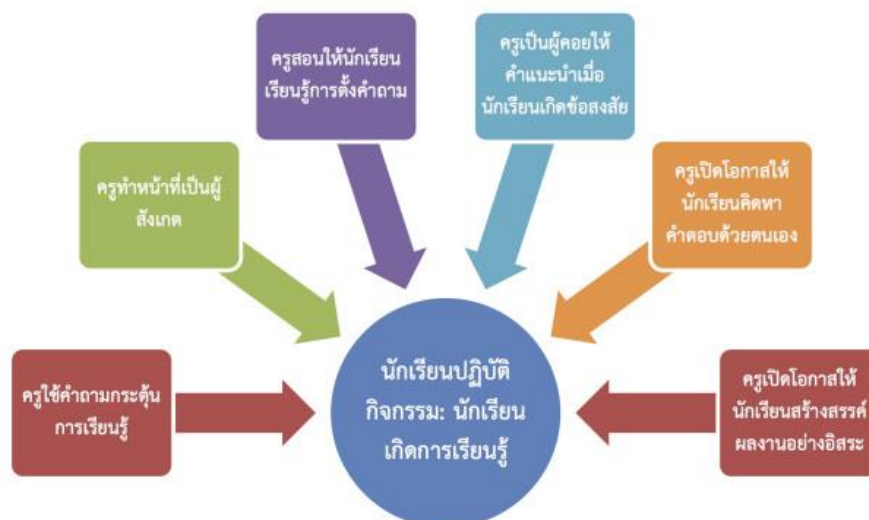 ครูสอนให้นักเรียน
เรียนรู้การตั้งคำถาม
ครูเป็นผู้คอยให้
คำแนะนำเมื่อ
นักเรียนเกิดข้อสงสัย
ครูทำหน้าที่เป็นผู้
สังเกต
ครูเปิดโอกาสให้
นักเรียนคิดหา
คำตอบด้วยตนเอง
ครูใช้คำถามกระตุ้น
การเรียนรู้
นักเรียนปฏิบัติ
กิจกรรม: นักเรียน
เกิดการเรียนรู้
ครูเปิดโอกาสให้
นักเรียนสร้างสรรค์
ผลงานอย่างอิสระ